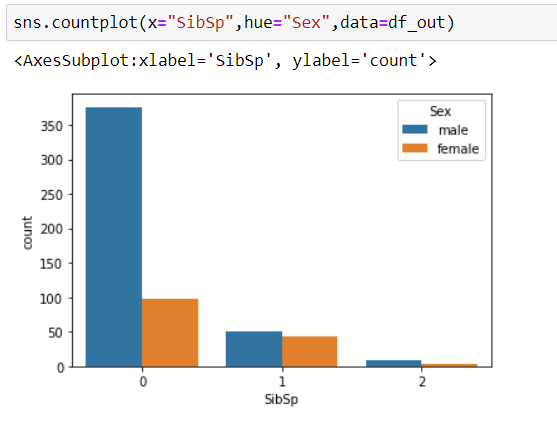 sns.countplot(x="SibSp",hue="Sex",data=df_out)
<AxesSubplot:xlabel='SibSp', ylabel='count'>
Sex
male
female
350
300
250
200
150
100
50
0
count
0 1 2
SibSp